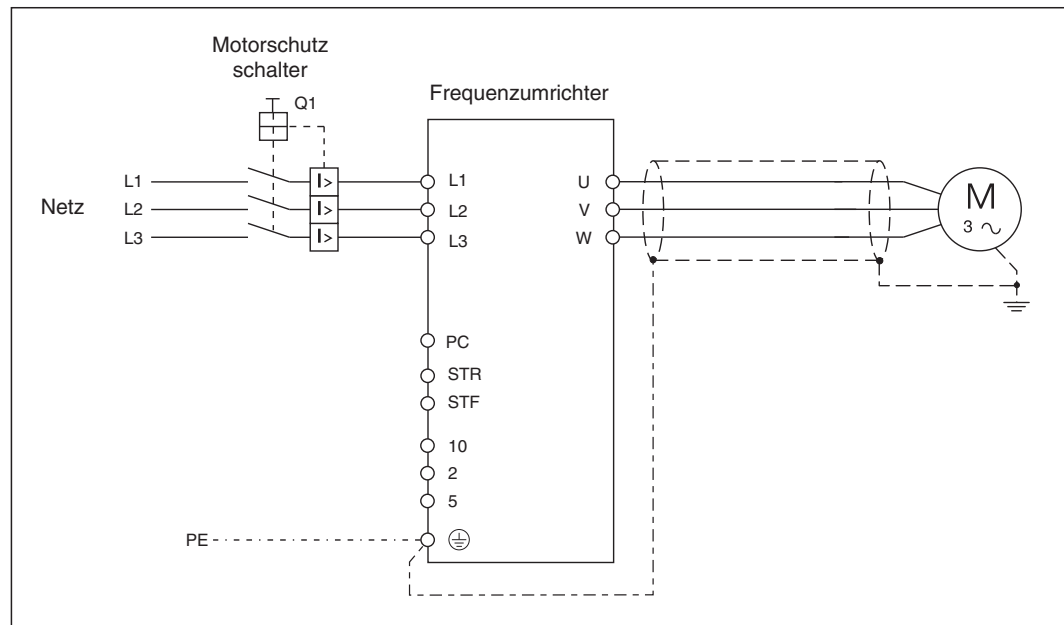 Motorschutz
schalter
Q1
Frequenzumrichter
Netz
L1
L2
L3
I>
I>
I>
L1
L2
L3
U
V
W
M
3 ∿
PC
STR
STF
10
2
5
PE